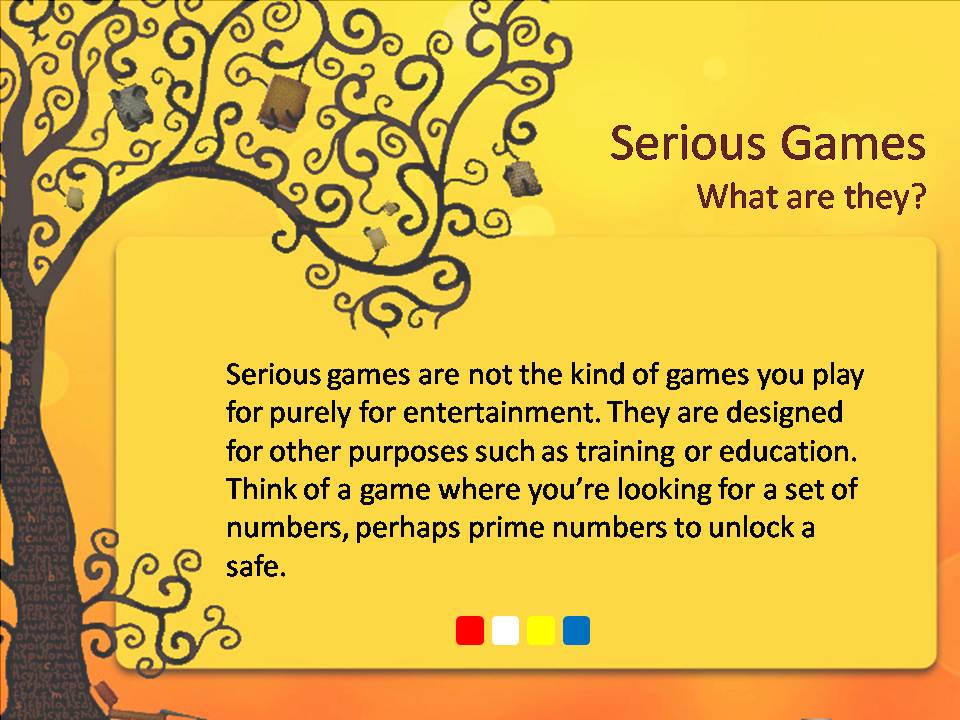 Serious Games
What are they?
Serious games are not the kind of games you play
for purely for entertainment. They are designed
for other purposes such as training or education.
Think of a game where you’re looking for a set of
numbers, perhaps prime numbers to unlock a
safe.